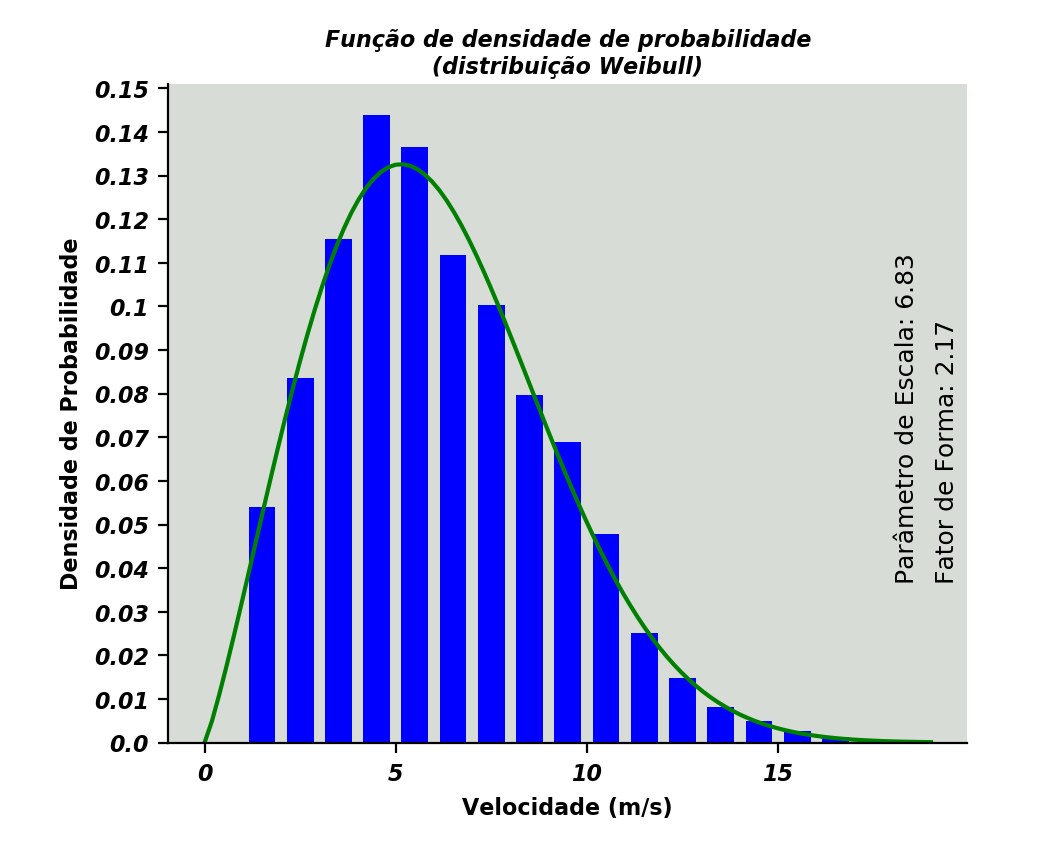 Função de densidade de probabilidade
(distribuição Weibull)
0.15
0.14
0.13
0.12
0.11
0.1
0.09
0.08
0.07
0.06
0.05
0.04
0.03
0.02
0.01
0.0
Densidade de Probabilidade
Parâmetro de Escala: 6.83
Fator de Forma: 2.17
0 5 10 15
Velocidade (m/s)